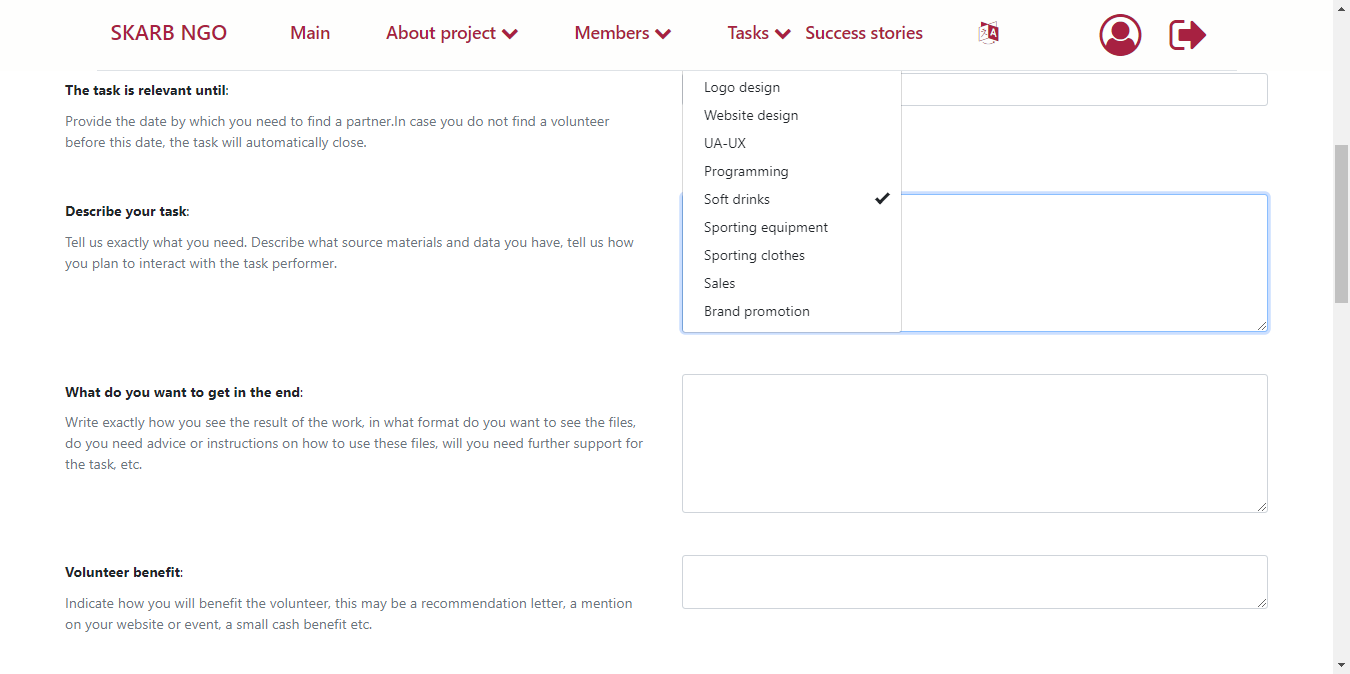 SKARB NGO Main About project Members Tasks Success stories
The task is relevant until:
Provide the date by which you need to find a partner.In case you do not find a volunteer
before this date, the task will automatically close.
Logo design
Website design
UA-UX
Programming
Soft drinks
Sporting equipment
Sporting clothes
Sales
Brand promotion
Describe your task:
Tell us exactly what you need. Describe what source materials and data you have, tell us how
you plan to interact with the task performer.
What do you want to get in the end:
Write exactly how you see the result of the work, in what format do you want to see the files,
do you need advice or instructions on how to use these files, will you need further support for
the task, etc.
Volunteer benefit:
Indicate how you will benefit the volunteer, this may be a recommendation letter, a mention
on your website or event, a small cash benefit etc.